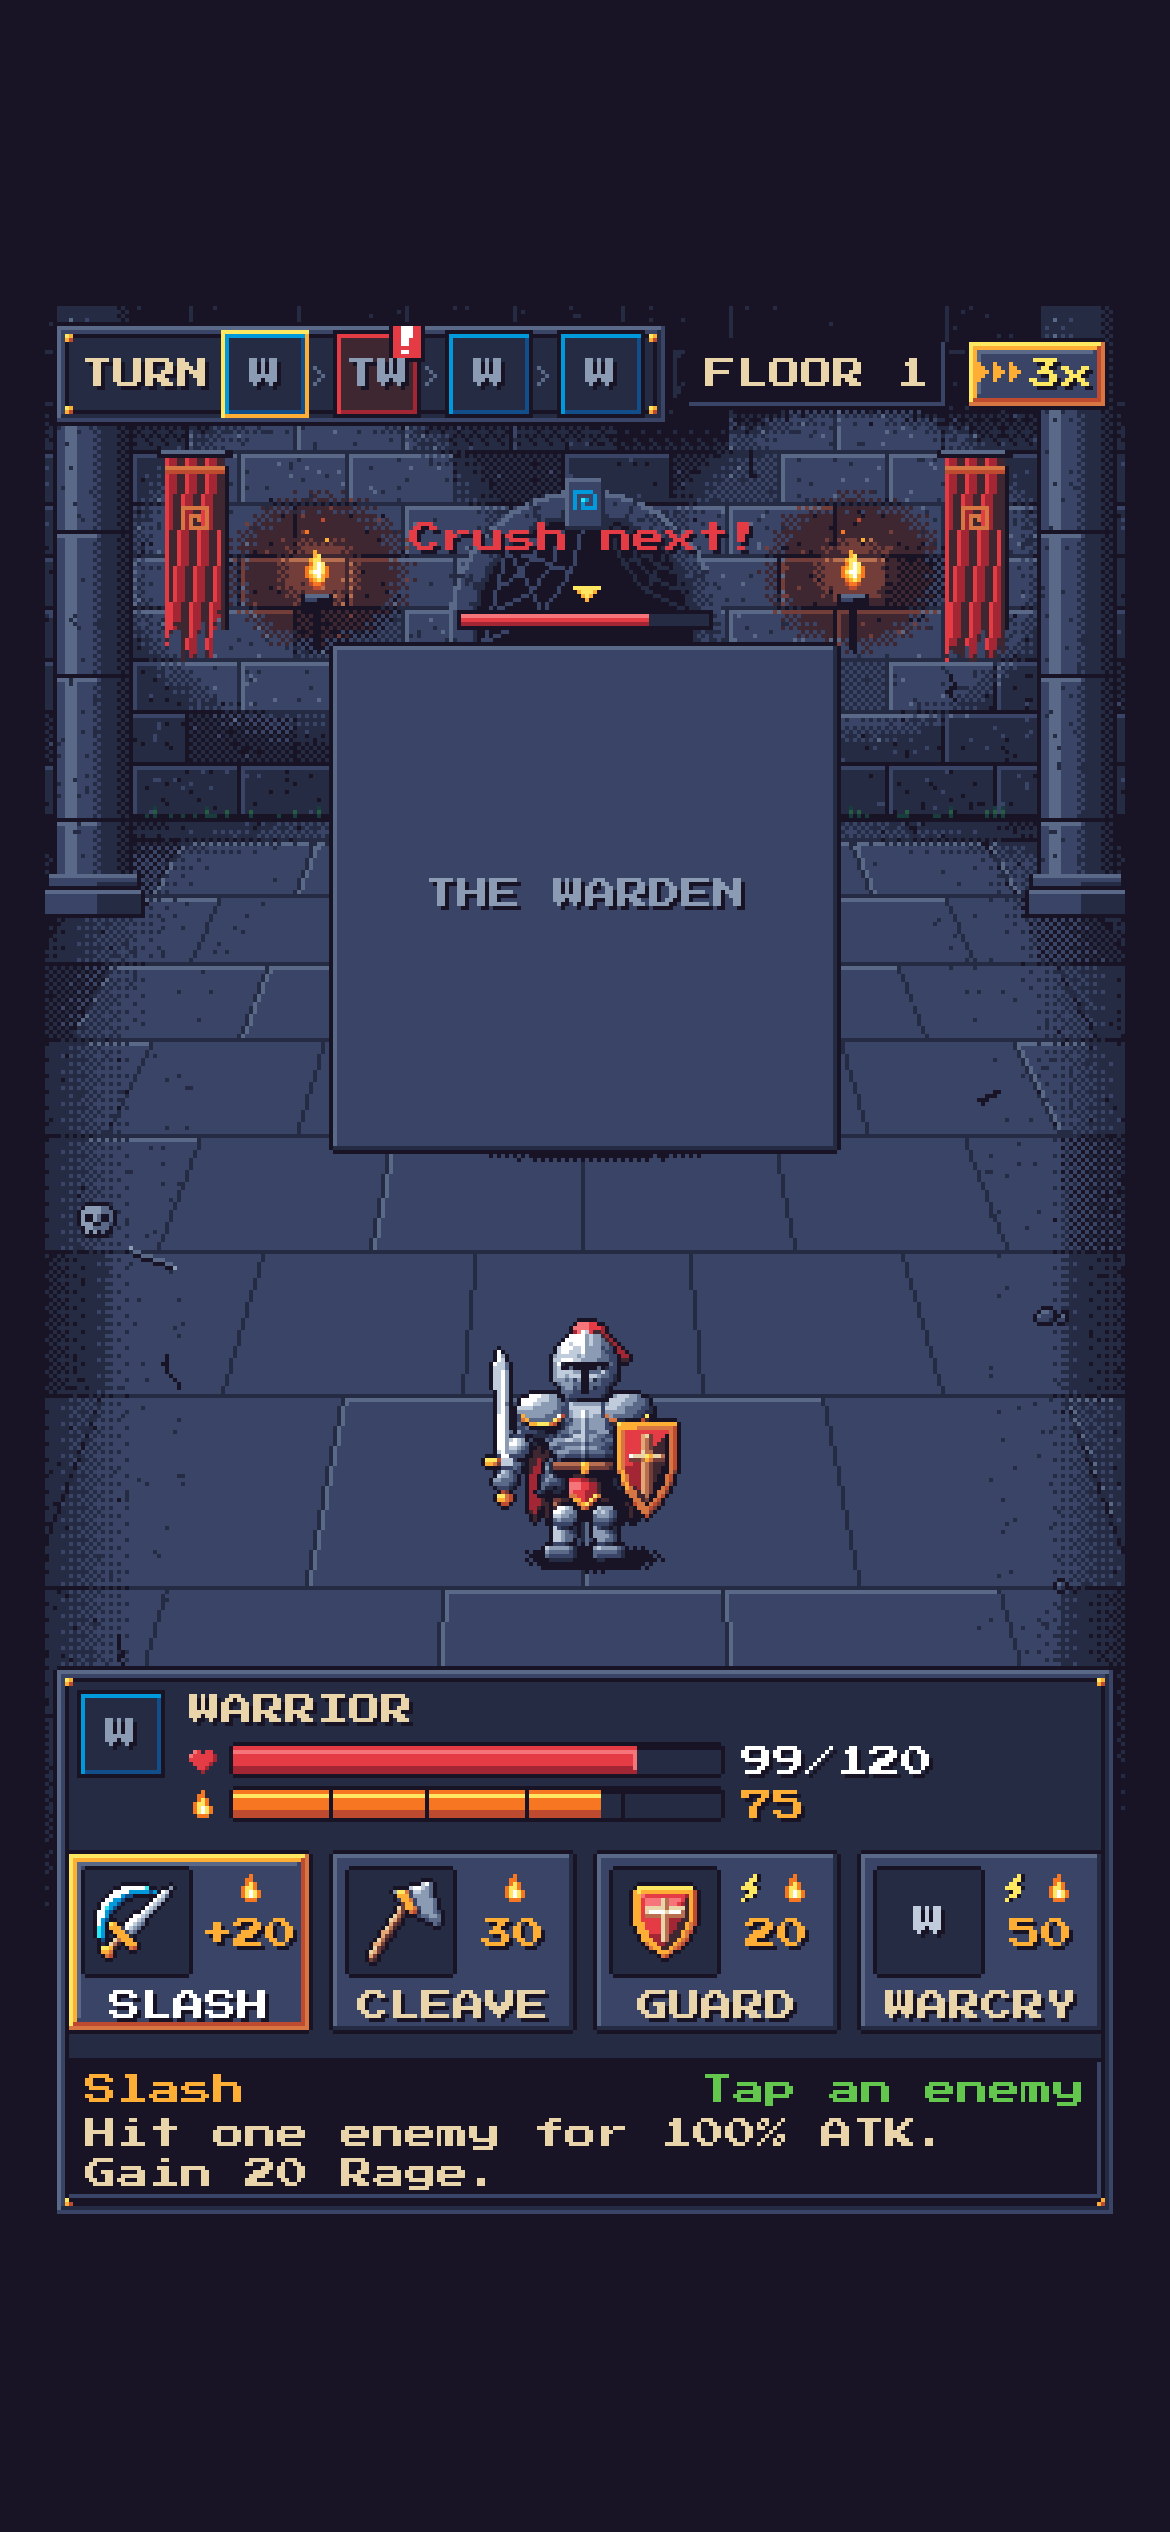 TURN W TW ! W W FLOOR 1 3x
Crush next!
THE WARDEN
WARRIOR
W
99/120
75
+20 30 20 W 50
SLASH CLEAVE GUARD WARCRY
Slash Tap an enemy
Hit one enemy for 100% ATK.
Gain 20 Rage.